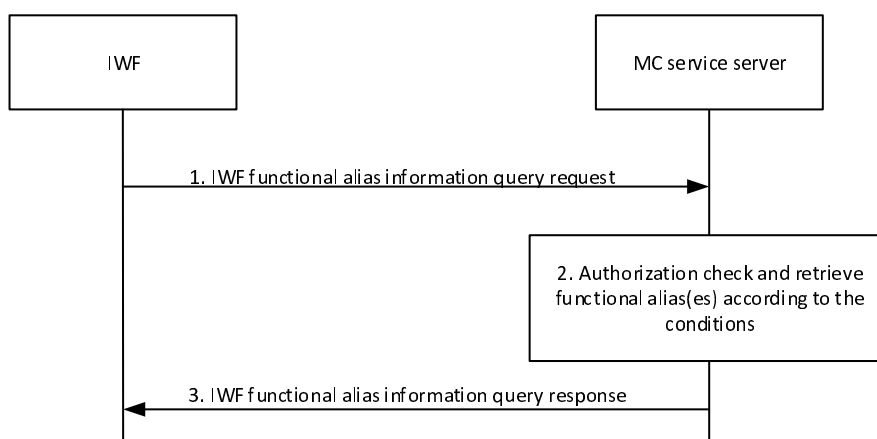 IWF
MC service server
1. IWF functional alias information query request
2. Authorization check and retrieve
functional alias(es) according to the
conditions
3. IWF functional alias information query response